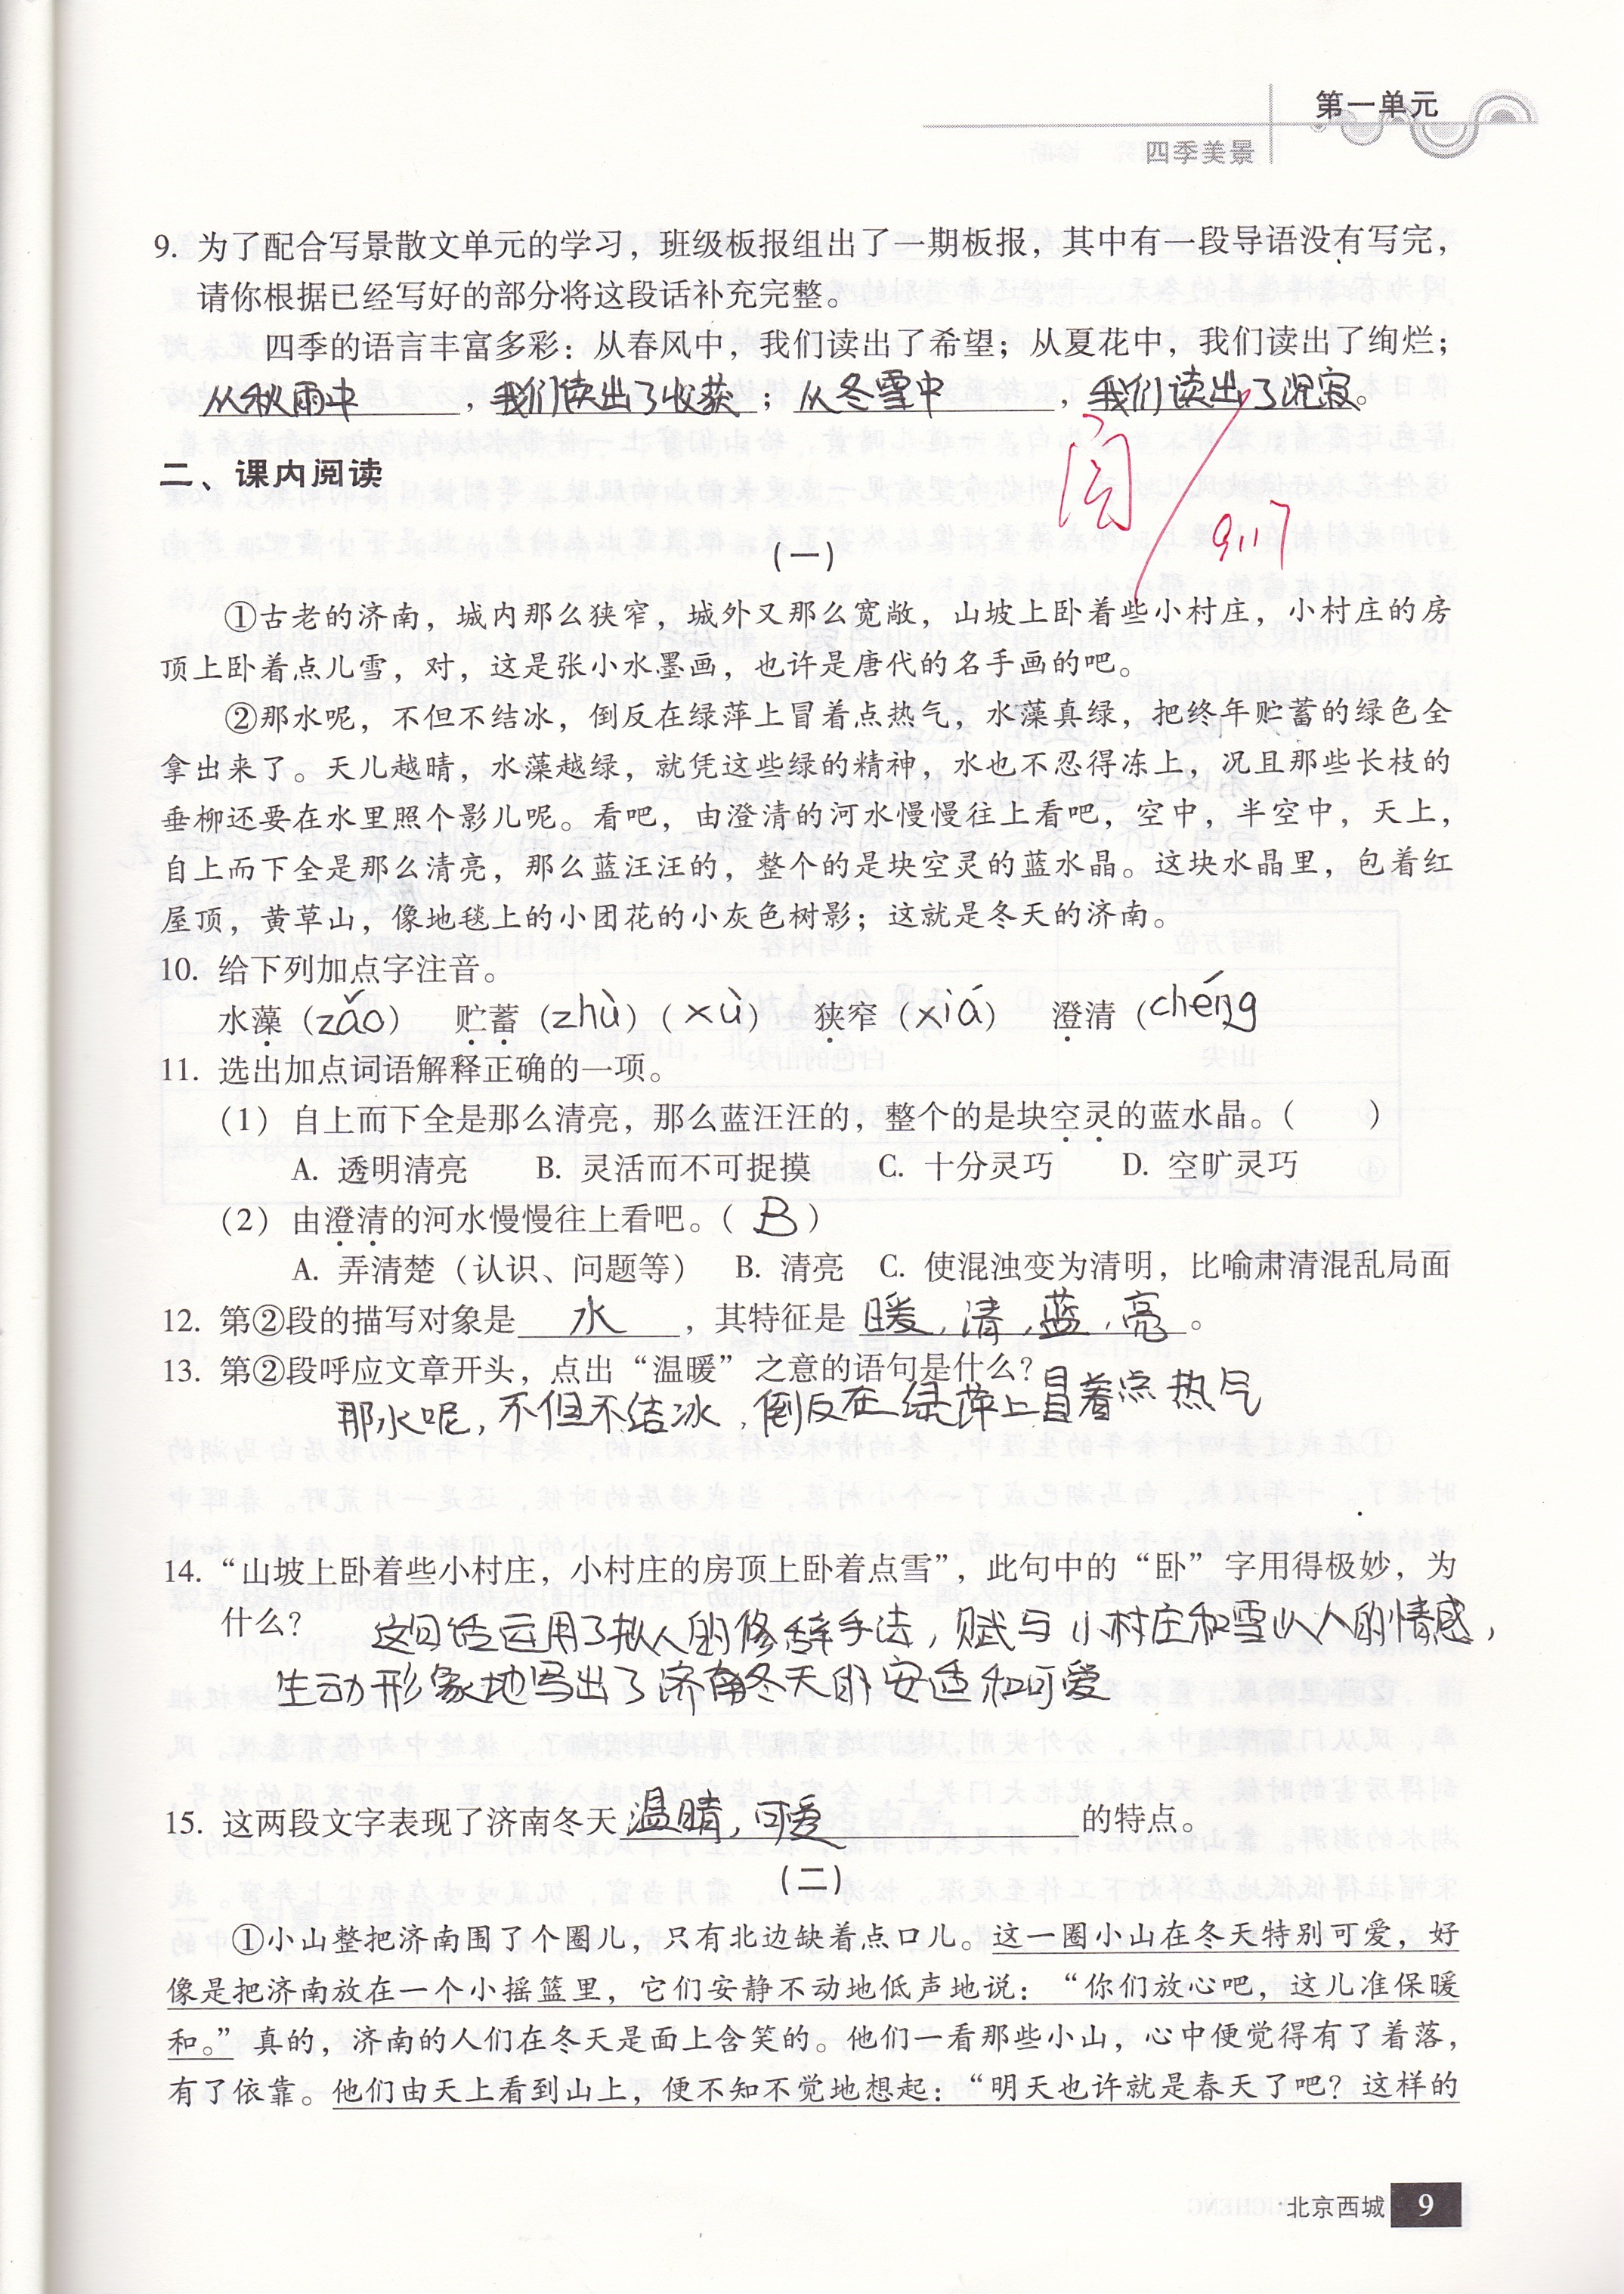 第一单元
四季美景
9. 为了配合写景散文单元的学习，班级板报组出了一期板报，其中有一段导语没有写完，
请你根据已经写好的部分将这段话补充完整。
四季的语言丰富多彩：从春风中，我们读出了希望；从夏花中，我们读出了绚烂；
从秋雨中，我们读出了收获；从冬雪中，我们读出了沉寂。
阅
9.17
二、课内阅读
（一）
①古老的济南，城内那么狭窄，城外又那么宽敞，山坡上卧着些小村庄，小村庄的房
顶上卧着点儿雪，对，这是张小水墨画，也许是唐代的名手画的吧。
②那水呢，不但不结冰，倒反在绿萍上冒着点热气，水藻真绿，把终年贮蓄的绿色全
拿出来了。天儿越晴，水藻越绿，就凭这些绿的精神，水也不忍得冻上，况且那些长枝的
垂柳还要在水里照个影儿呢。看吧，由澄清的河水慢慢往上看吧，空中，半空中，天上，
自上而下全是那么清亮，那么蓝汪汪的，整个的是块空灵的蓝水晶。这块水晶里，包着红
屋顶，黄草山，像地毯上的小团花的小灰色树影；这就是冬天的济南。
10. 给下列加点字注音。
水藻（zǎo） 贮蓄（zhù）（xù） 狭窄（xiá） 澄清（chéng
11. 选出加点词语解释正确的一项。
（1）自上而下全是那么清亮，那么蓝汪汪的，整个的是块空灵的蓝水晶。（ ）
A. 透明清亮 B. 灵活而不可捉摸 C. 十分灵巧 D. 空旷灵巧
（2）由澄清的河水慢慢往上看吧。（ B ）
A. 弄清楚（认识、问题等） B. 清亮 C. 使混浊变为清明，比喻肃清混乱局面
12. 第②段的描写对象是 水 ，其特征是 暖，清，蓝，亮 。
13. 第②段呼应文章开头，点出“温暖”之意的语句是什么？
那水呢，不但不结冰，倒反在绿萍上冒着点热气
14. “山坡上卧着些小村庄，小村庄的房顶上卧着点雪”，此句中的“卧”字用得极妙，为
什么？ 这句话运用了拟人的修辞手法，赋与小村庄和雪以人的情感，
生动形象地写出了济南冬天的安适和可爱
15. 这两段文字表现了济南冬天 温晴，可爱 的特点。
（二）
①小山整把济南围了个圈儿，只有北边缺着点口儿。这一圈小山在冬天特别可爱，好
像是把济南放在一个小摇篮里，它们安静不动地低声地说：“你们放心吧，这儿准保暖
和。”真的，济南的人们在冬天是面上含笑的。他们一看那些小山，心中便觉得有了着落，
有了依靠。他们由天上看到山上，便不知不觉地想起：“明天也许就是春天了吧？这样的
北京西城 9